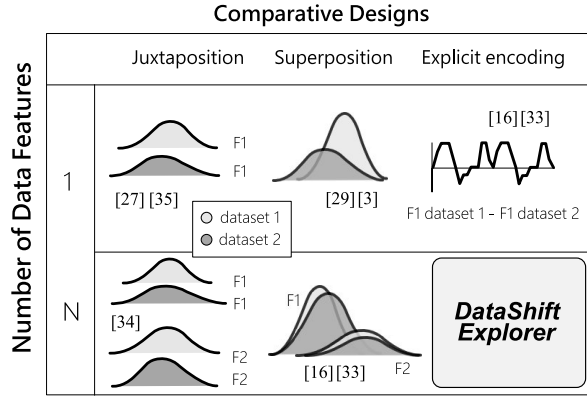 Comparative Designs
Juxtaposition Superposition Explicit encoding
Number of Data Features
1
F1
F1
[27] [35]
[29] [3]
[16] [33]
F1 dataset 1 - F1 dataset 2
dataset 1
dataset 2
N
F1
F1
[34]
F2
F2
F1
[16] [33]
F2
DataShift
Explorer